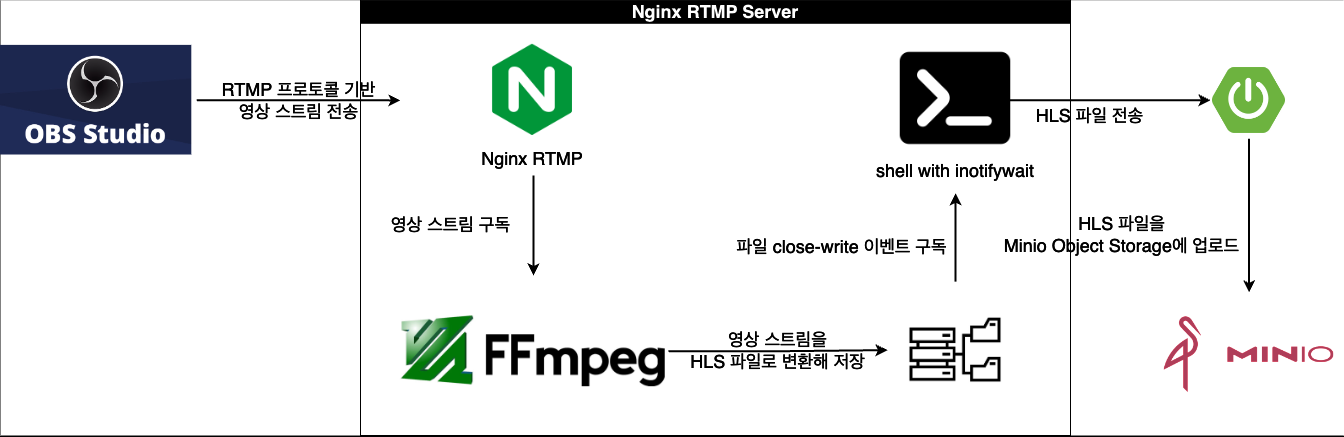 Nginx RTMP Server
OBS Studio
RTMP 프로토콜 기반
영상 스트림 전송
N
Nginx RTMP
shell with inotifywait
HLS 파일 전송
영상 스트림 구독
파일 close-write 이벤트 구독
HLS 파일을
Minio Object Storage에 업로드
FFmpeg
영상 스트림을
HLS 파일로 변환해 저장
MINIO